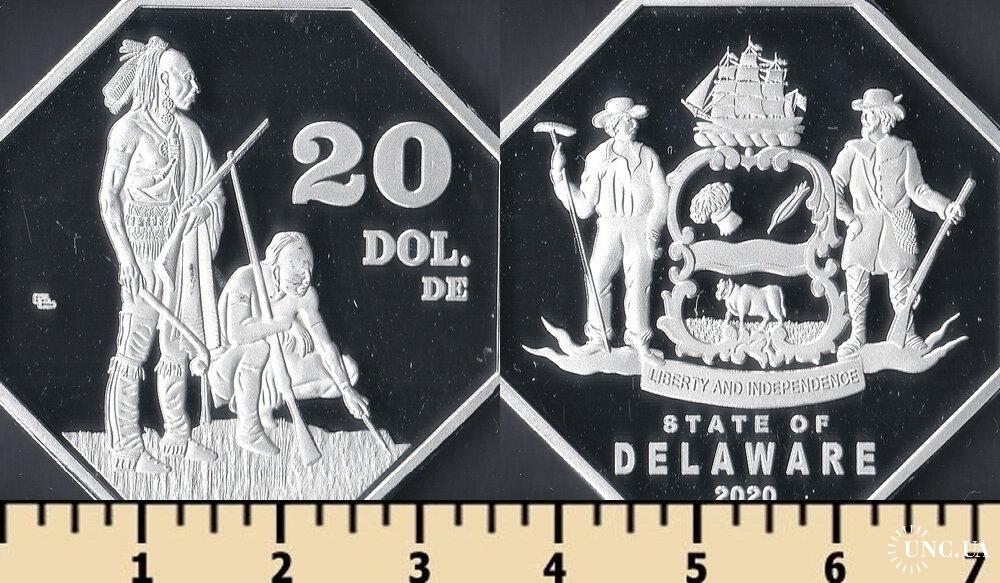 20
DOL.
DE
LIBERTY AND INDEPENDENCE
STATE OF
DELAWARE
2020
1 2 3 4 5 6 7
UNC.UA